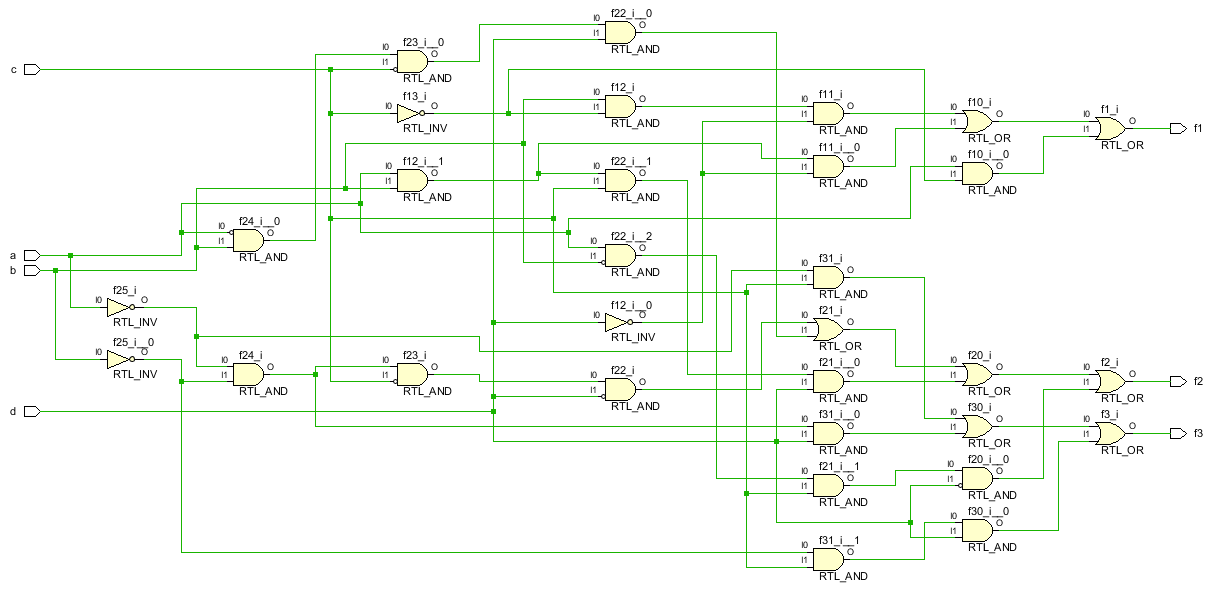 f22_i__0
I0
O
I1
RTL_AND
f23_i__0
I0
O
I1
RTL_AND
c
f13_i
I0
O
RTL_INV
f12_i
I0
O
I1
RTL_AND
f11_i
I0
O
I1
RTL_AND
f10_i
I0
O
I1
RTL_OR
f1_i
I0
O
I1
RTL_OR
f1
f12_i__1
I0
O
I1
RTL_AND
f22_i__1
I0
O
I1
RTL_AND
f11_i__0
I0
O
I1
RTL_AND
f10_i__0
I0
O
I1
RTL_AND
f24_i__0
I0
O
I1
RTL_AND
f22_i__2
I0
O
I1
RTL_AND
a
b
f31_i
I0
O
I1
RTL_AND
f25_i
I0
O
RTL_INV
f12_i__0
I0
O
RTL_INV
f21_i
I0
O
I1
RTL_OR
f25_i__0
I0
O
RTL_INV
f24_i
I0
O
I1
RTL_AND
f23_i
I0
O
I1
RTL_AND
f22_i
I0
O
I1
RTL_AND
f21_i__0
I0
O
I1
RTL_AND
f20_i
I0
O
I1
RTL_OR
f2_i
I0
O
I1
RTL_OR
f2
d
f31_i__0
I0
O
I1
RTL_AND
f30_i
I0
O
I1
RTL_OR
f3_i
I0
O
I1
RTL_OR
f3
f21_i__1
I0
O
I1
RTL_AND
f20_i__0
I0
O
I1
RTL_AND
f30_i__0
I0
O
I1
RTL_AND
f31_i__1
I0
O
I1
RTL_AND